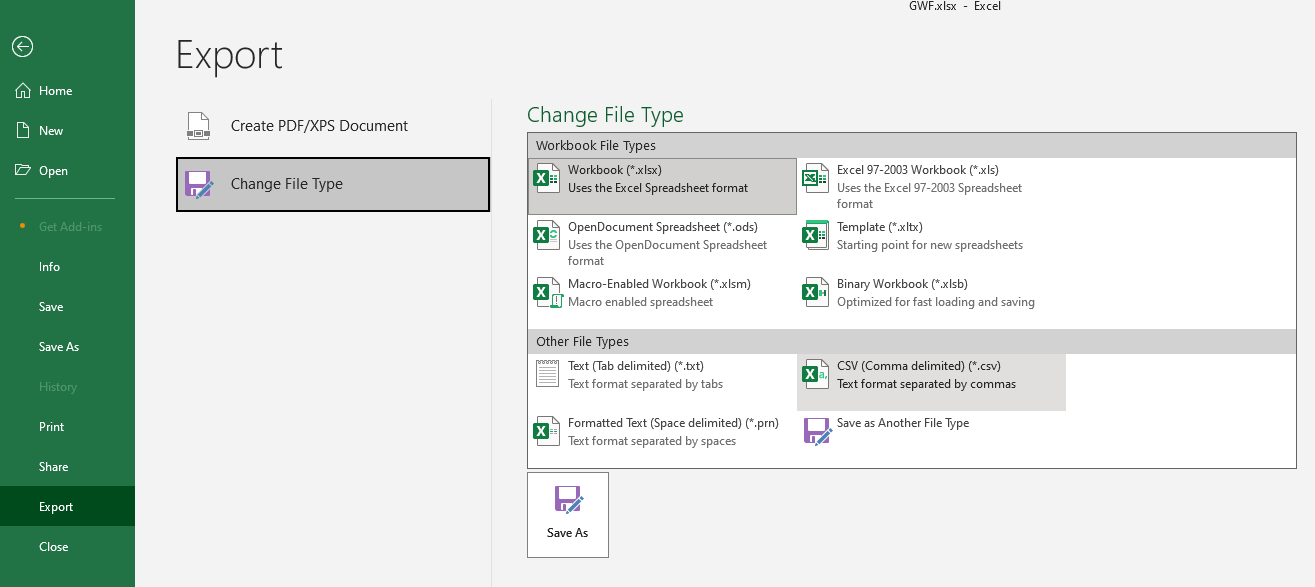 GWF.xlsx - Excel
Home
New
Open
Get Add-ins
Info
Save
Save As
History
Print
Share
Export
Close
Export
Create PDF/XPS Document
Change File Type
Change File Type
Workbook File Types
Workbook (*.xlsx)
Uses the Excel Spreadsheet format
Excel 97-2003 Workbook (*.xls)
Uses the Excel 97-2003 Spreadsheet
format
OpenDocument Spreadsheet (*.ods)
Uses the OpenDocument Spreadsheet
format
Template (*.xltx)
Starting point for new spreadsheets
Macro-Enabled Workbook (*.xlsm)
Macro enabled spreadsheet
Binary Workbook (*.xlsb)
Optimized for fast loading and saving
Other File Types
Text (Tab delimited) (*.txt)
Text format separated by tabs
CSV (Comma delimited) (*.csv)
Text format separated by commas
Formatted Text (Space delimited) (*.prn)
Text format separated by spaces
Save as Another File Type
Save As